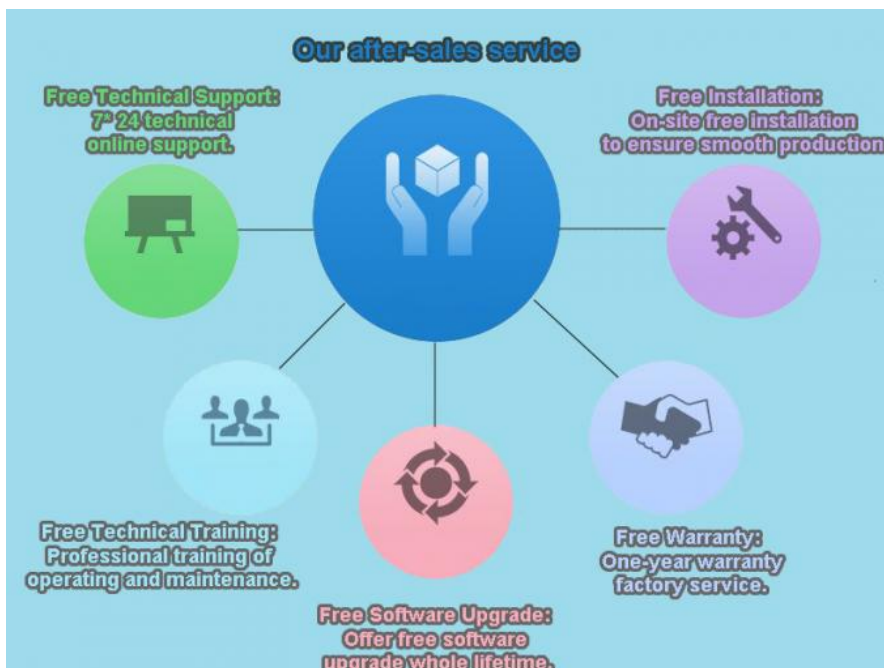 Our after-sales service
Free Technical Support:
7* 24 technical
online support.
Free Installation:
On-site free installation
to ensure smooth production
Free Technical Training:
Professional training of
operating and maintenance.
Free Software Upgrade:
Offer free software
upgrade whole lifetime.
Free Warranty:
One-year warranty
factory service.